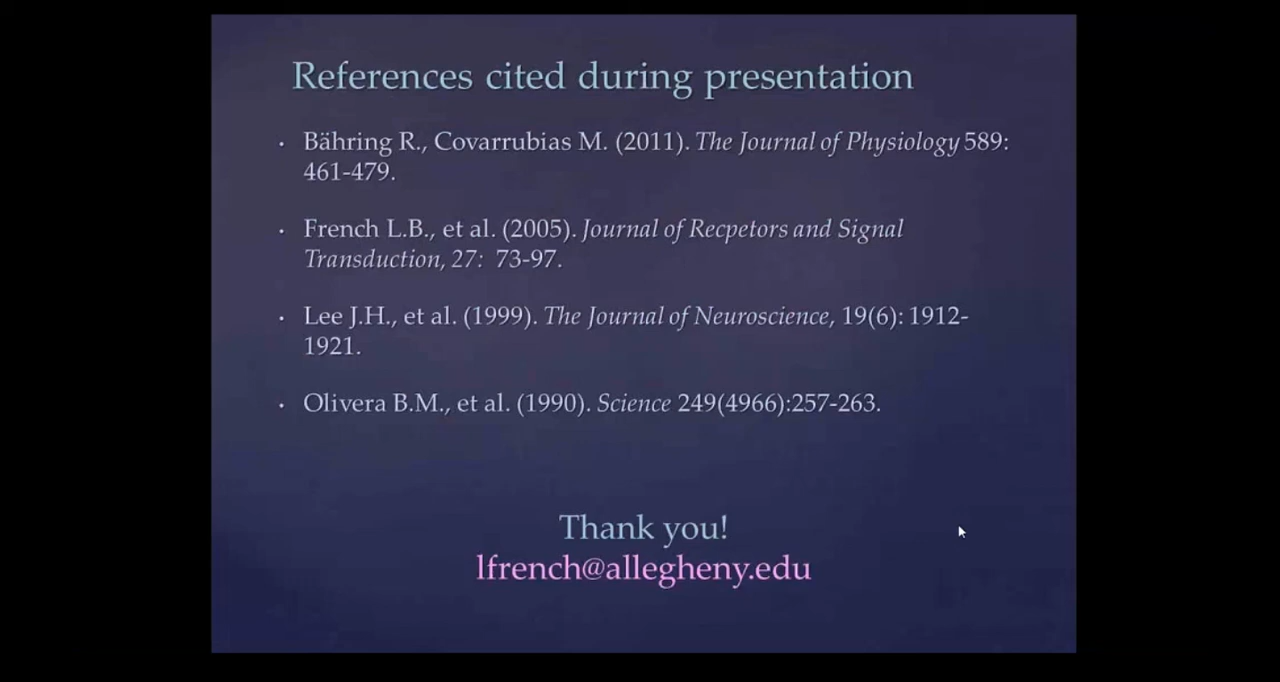 References cited during presentation
• Bähring R., Covarrubias M. (2011). The Journal of Physiology 589:
461-479.
• French L.B., et al. (2005). Journal of Recpetors and Signal
Transduction, 27: 73-97.
• Lee J.H., et al. (1999). The Journal of Neuroscience, 19(6): 1912-
1921.
• Olivera B.M., et al. (1990). Science 249(4966):257-263.
Thank you!
lfrench@allegheny.edu